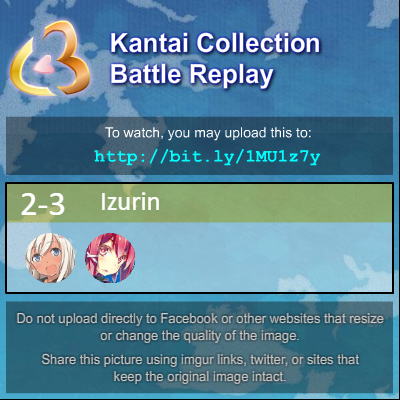 Kantai Collection
Battle Replay
To watch, you may upload this to:
http://bit.ly/1MU1z7y
2-3 Izurin
Do not upload directly to Facebook or other websites that resize
or change the quality of the image.
Share this picture using imgur links, twitter, or sites that
keep the original image intact.